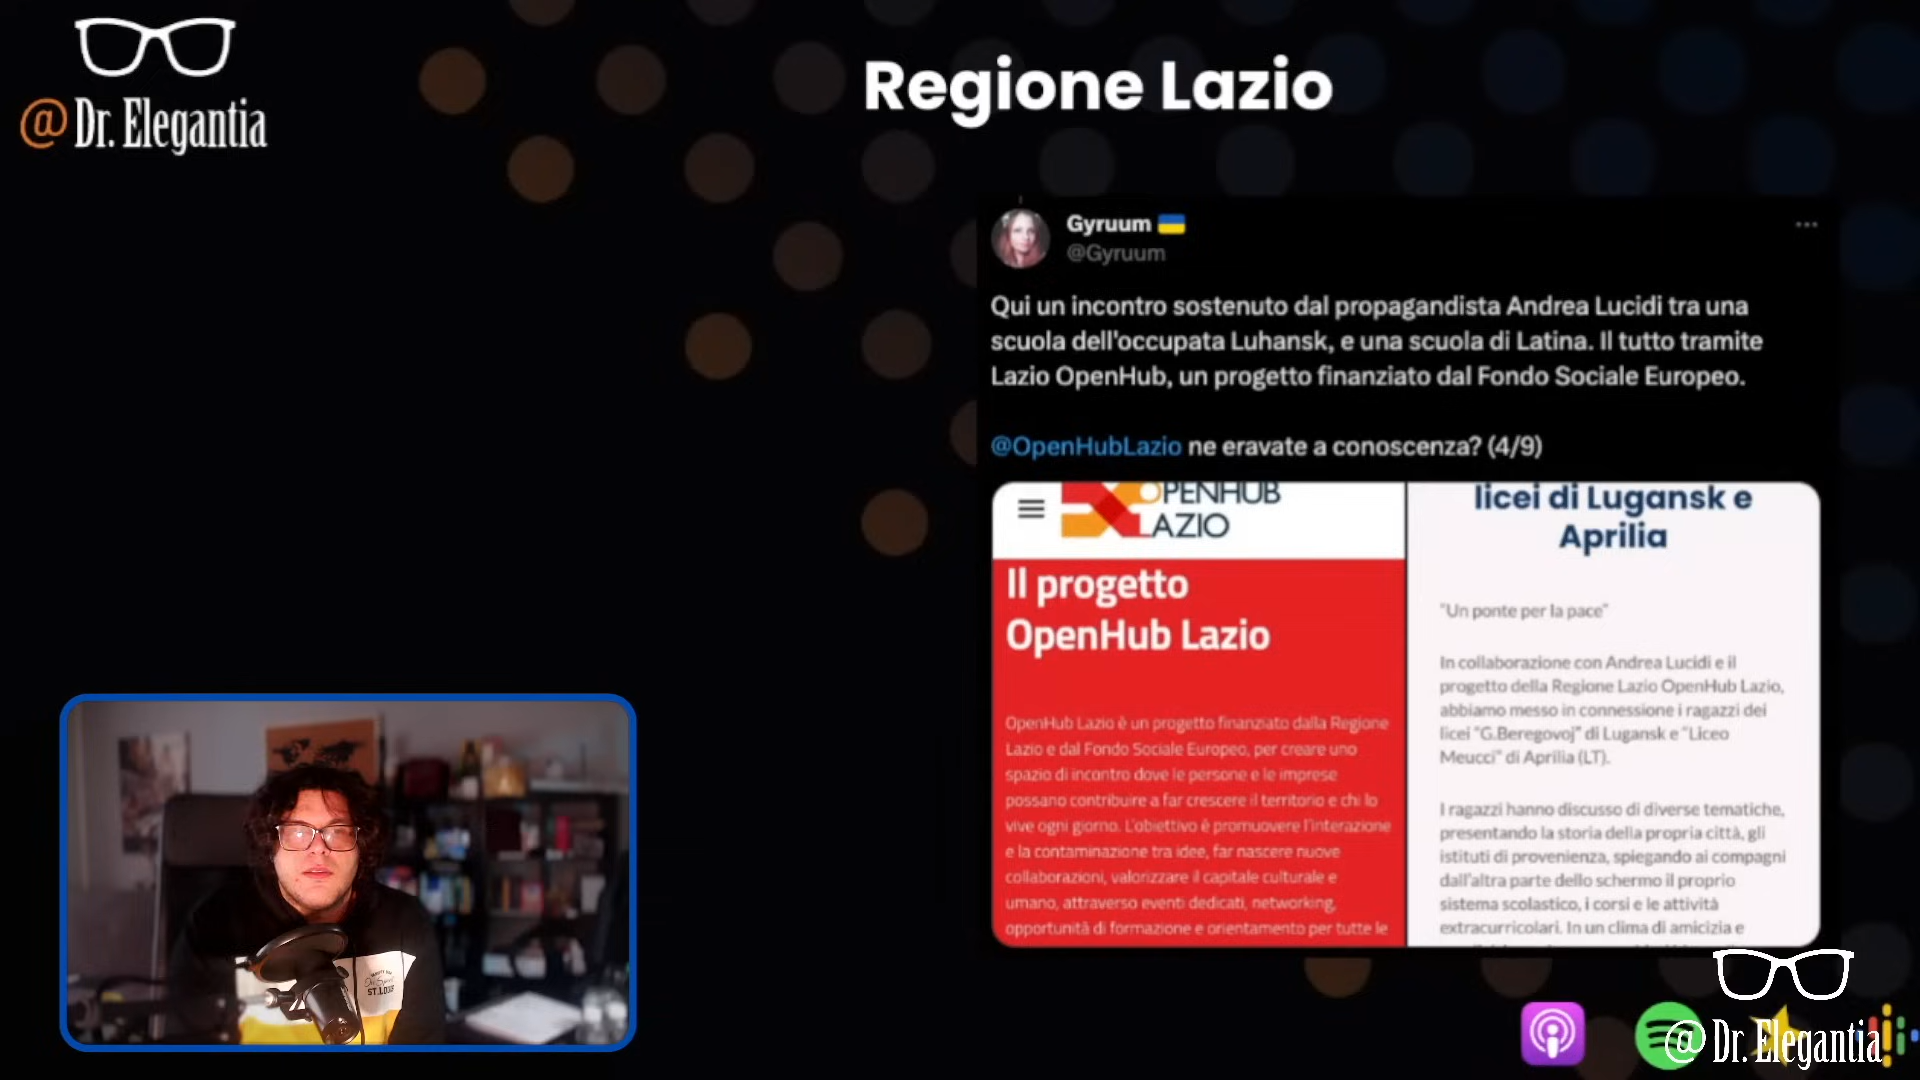 @Dr. Elegantia
Regione Lazio
Gyruum
@Gyruum
Qui un incontro sostenuto dal propagandista Andrea Lucidi tra una
scuola dell'occupata Luhansk, e una scuola di Latina. Il tutto tramite
Lazio OpenHub, un progetto finanziato dal Fondo Sociale Europeo.
@OpenHubLazio ne eravate a conoscenza? (4/9)
OPENHUB
LAZIO
Il progetto
OpenHub Lazio
OpenHub Lazio è un progetto finanziato dalla Regione
Lazio e dal Fondo Sociale Europeo, per creare uno
spazio di incontro dove le persone e le imprese
possano contribuire a far crescere il territorio e chi lo
vive ogni giorno. L'obiettivo è promuovere l'interazione
e la contaminazione tra idee, far nascere nuove
collaborazioni, valorizzare il capitale culturale e
umano, attraverso eventi dedicati, networking,
opportunità di formazione e orientamento per tutte le
licei di Lugansk e
Aprilia
"Un ponte per la pace"
In collaborazione con Andrea Lucidi e il
progetto della Regione Lazio OpenHub Lazio,
abbiamo messo in connessione i ragazzi dei
licei "G.Beregovoj" di Lugansk e "Liceo
Meucci" di Aprilia (LT).
I ragazzi hanno discusso di diverse tematiche,
presentando la storia della propria città, gli
istituti di provenienza, spiegando ai compagni
dall'altra parte dello schermo il proprio
sistema scolastico, i corsi e le attività
extracurricolari. In un clima di amicizia e
ST.LOUIS
@Dr. Elegantia